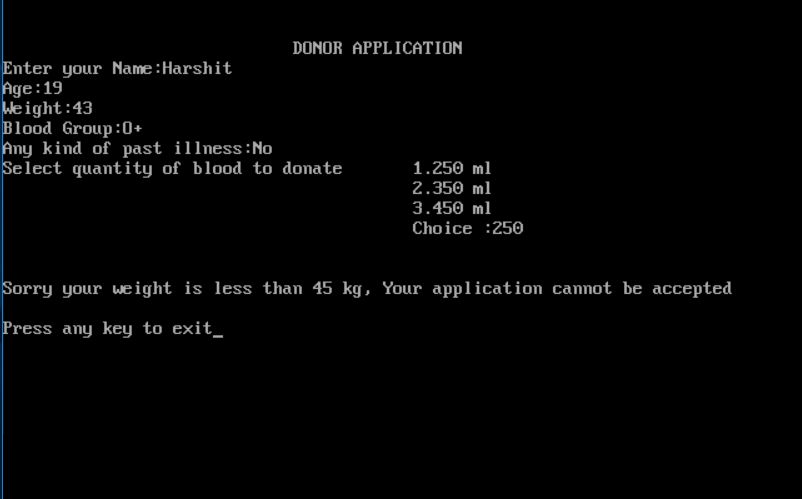 DONOR APPLICATION
Enter your Name:Harshit
Age:19
Weight:43
Blood Group:O+
Any kind of past illness:No
Select quantity of blood to donate 1.250 ml
2.350 ml
3.450 ml
Choice :250
Sorry your weight is less than 45 kg, Your application cannot be accepted
Press any key to exit_